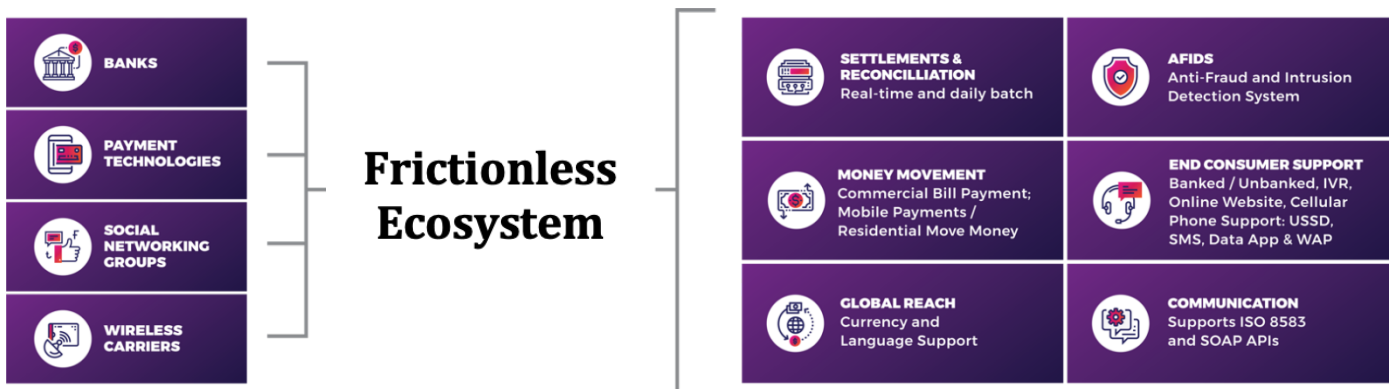 BANKS
PAYMENT
TECHNOLOGIES
SOCIAL
NETWORKING
GROUPS
WIRELESS
CARRIERS
Frictionless
Ecosystem
SETTLEMENTS &
RECONCILLIATION
Real-time and daily batch
AFIDS
Anti-Fraud and Intrusion
Detection System
MONEY MOVEMENT
Commercial Bill Payment;
Mobile Payments /
Residential Move Money
END CONSUMER SUPPORT
Banked / Unbanked, IVR,
Online Website, Cellular
Phone Support: USSD,
SMS, Data App & WAP
GLOBAL REACH
Currency and
Language Support
COMMUNICATION
Supports ISO 8583
and SOAP APIs